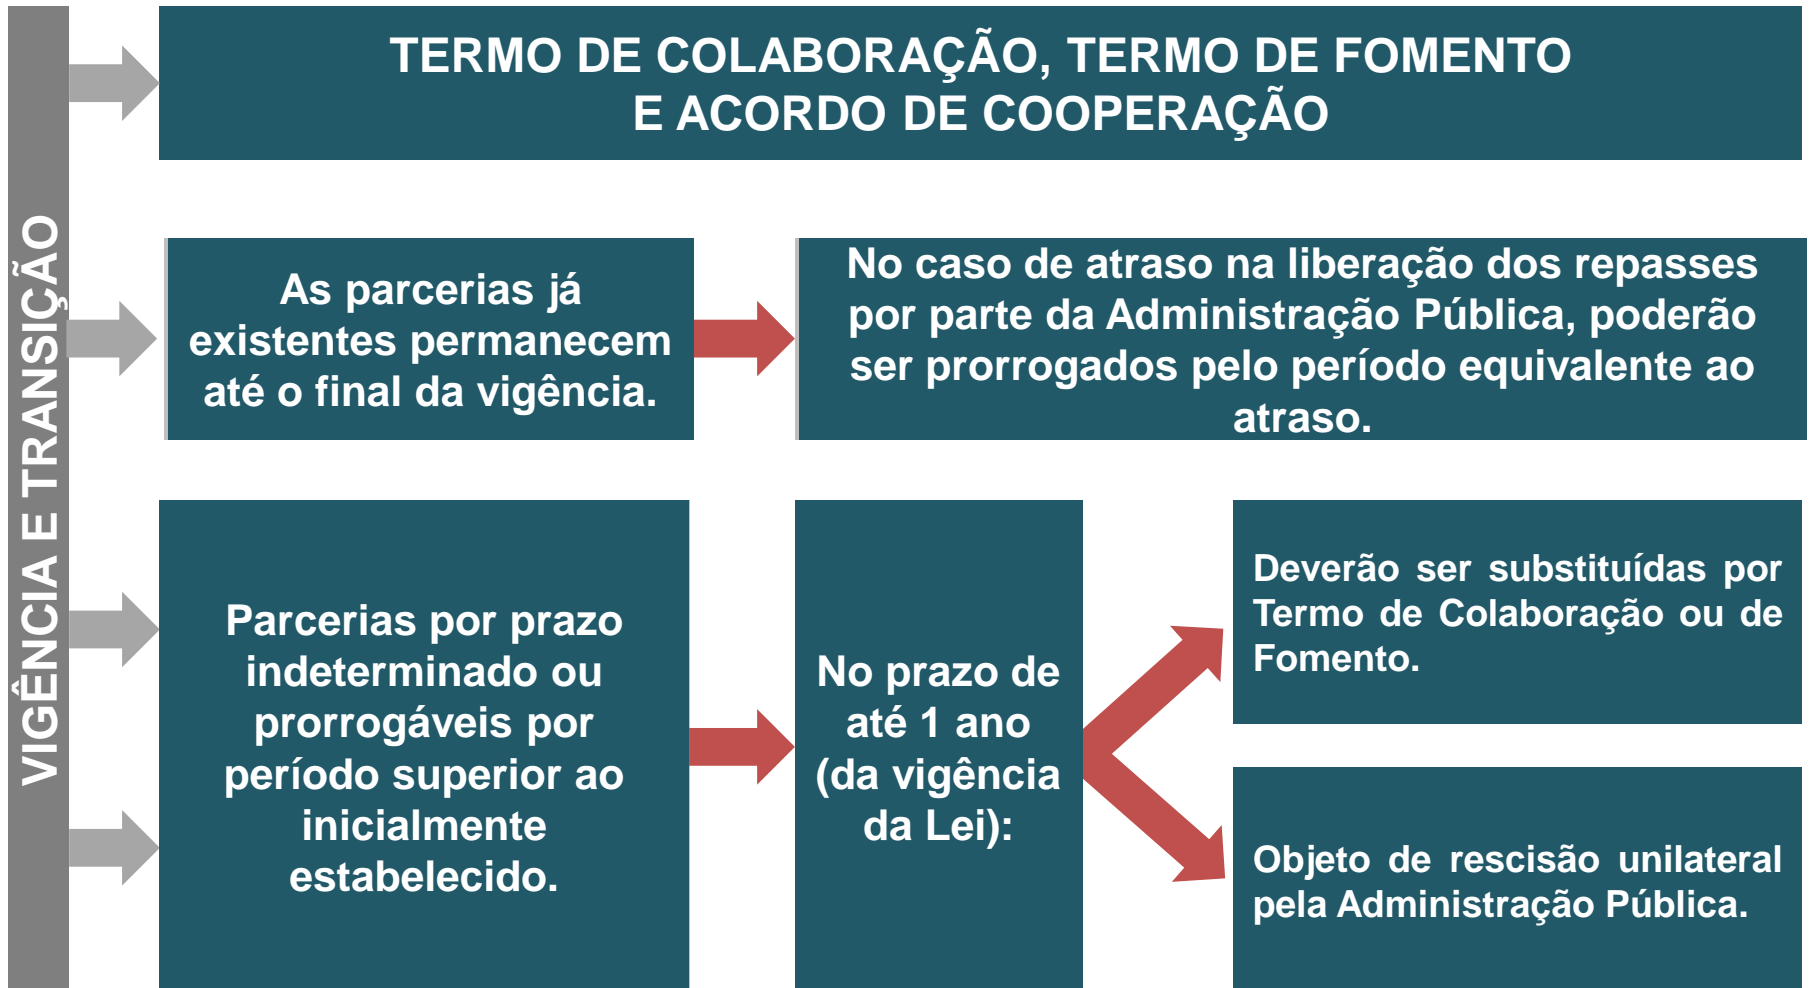 VIGÊNCIA E TRANSIÇÃO
TERMO DE COLABORAÇÃO, TERMO DE FOMENTO
E ACORDO DE COOPERAÇÃO
As parcerias já
existentes permanecem
até o final da vigência.
No caso de atraso na liberação dos repasses
por parte da Administração Pública, poderão
ser prorrogados pelo período equivalente ao
atraso.
Parcerias por prazo
indeterminado ou
prorrogáveis por
período superior ao
inicialmente
estabelecido.
No prazo de
até 1 ano
(da vigência
da Lei):
Deverão ser substituídas por
Termo de Colaboração ou de
Fomento.
Objeto de rescisão unilateral
pela Administração Pública.